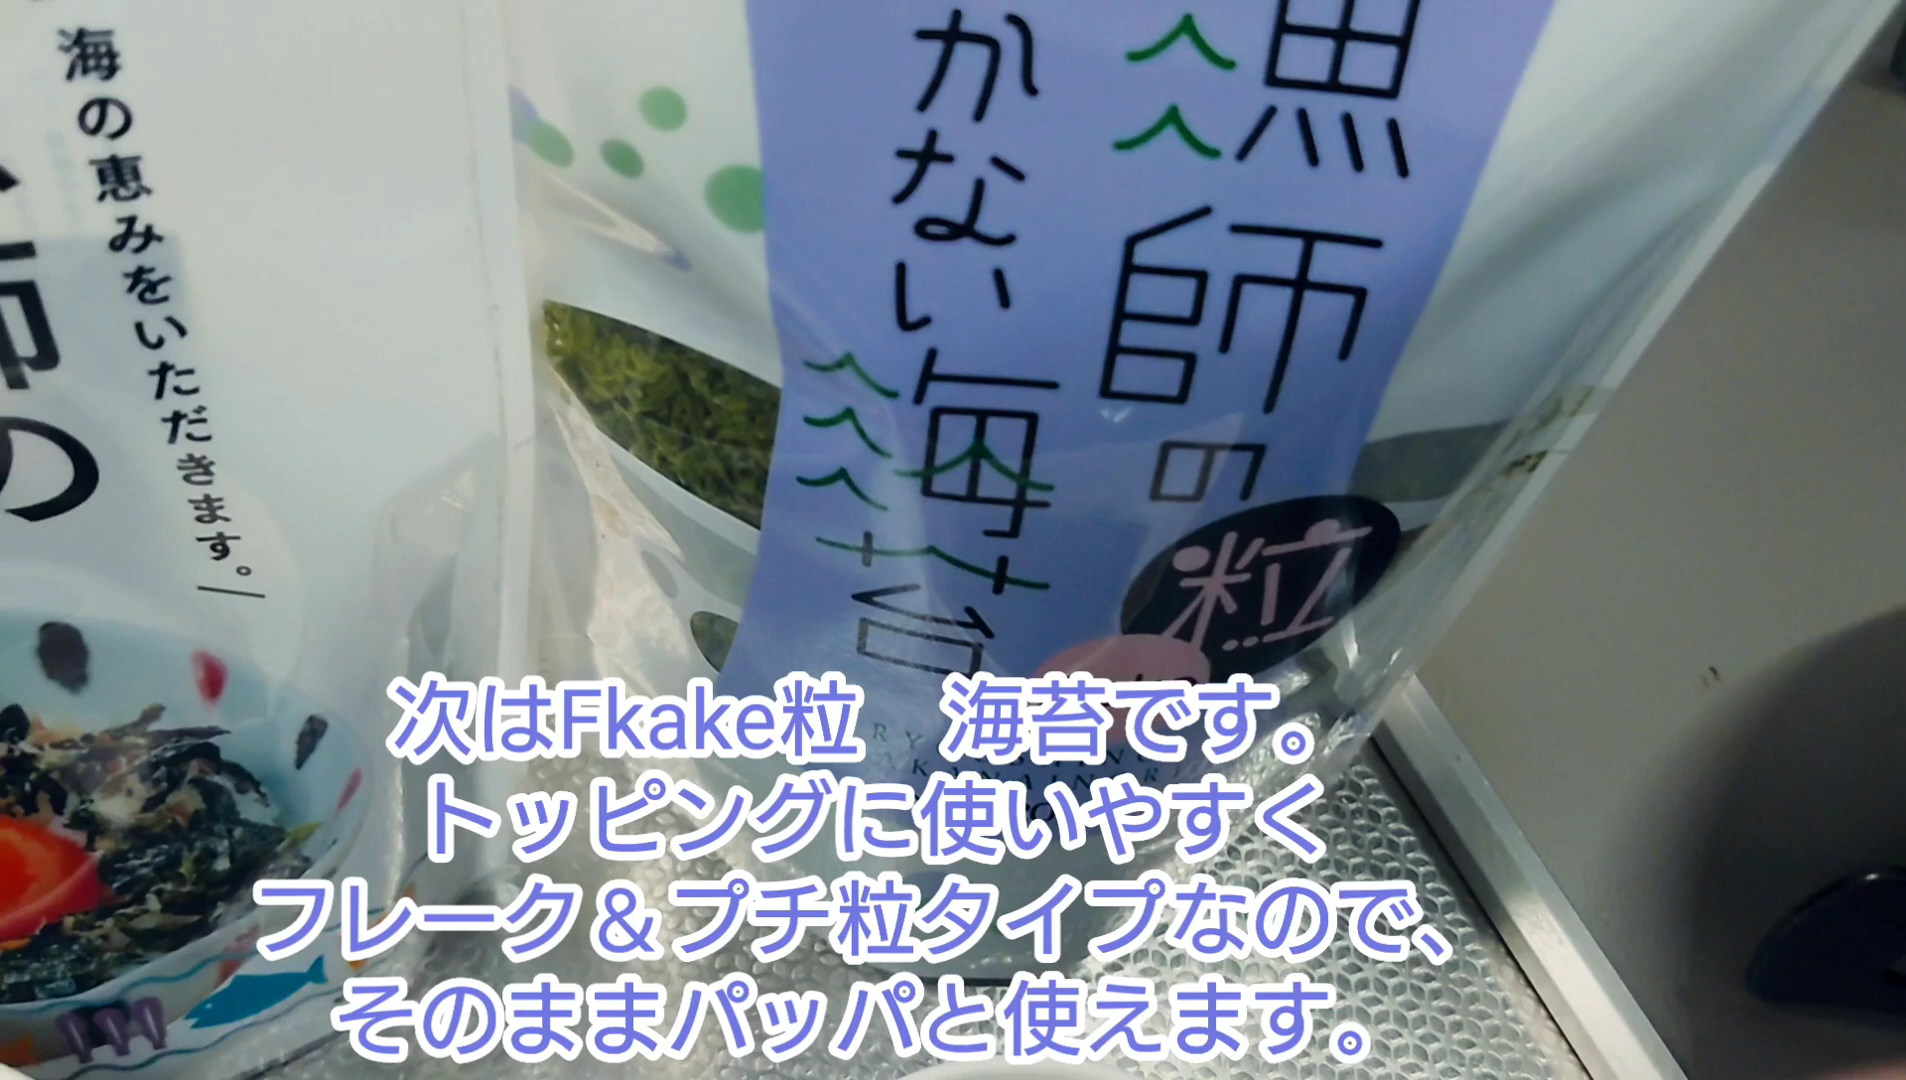 海の恵みをいただきます。
師の
漁師の
かない海苔
粒
次はFkake粒　海苔です。
トッピングに使いやすく
フレーク＆プチ粒タイプなので、
そのままパッパと使えます。